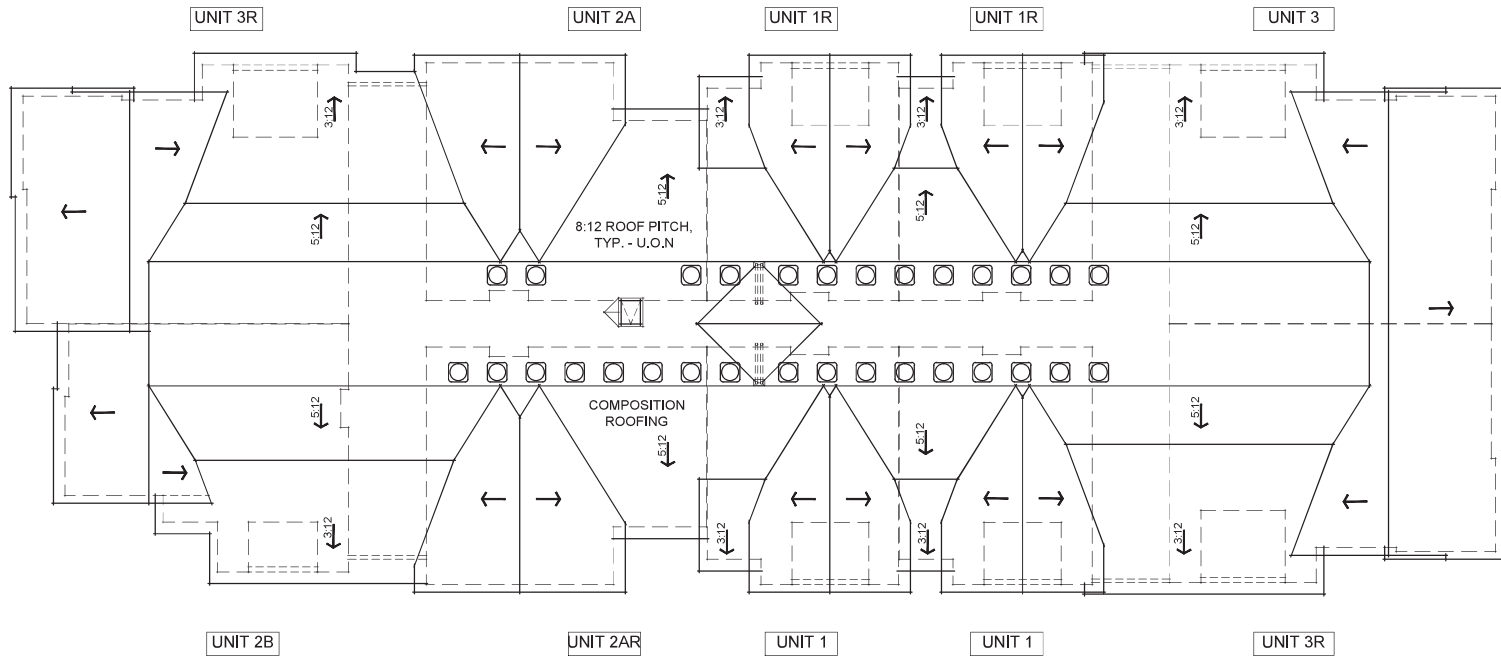 UNIT 3R
UNIT 2A
UNIT 1R
UNIT 1R
UNIT 3
3:12
3:12
3:12
3:12
5:12
5:12
5:12
5:12
8:12 ROOF PITCH,
TYP. - U.O.N
COMPOSITION
ROOFING
5:12
5:12
5:12
5:12
3:12
3:12
3:12
3:12
UNIT 2B
UNIT 2AR
UNIT 1
UNIT 1
UNIT 3R